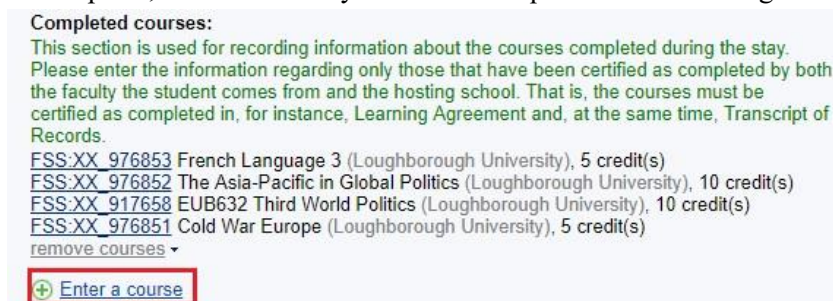 Completed courses:
This section is used for recording information about the courses completed during the stay.
Please enter the information regarding only those that have been certified as completed by both
the faculty the student comes from and the hosting school. That is, the courses must be
certified as completed in, for instance, Learning Agreement and, at the same time, Transcript of
Records.
FSS:XX_976853 French Language 3 (Loughborough University), 5 credit(s)
FSS:XX_976852 The Asia-Pacific in Global Politics (Loughborough University), 10 credit(s)
FSS:XX_917658 EUB632 Third World Politics (Loughborough University), 10 credit(s)
FSS:XX_976851 Cold War Europe (Loughborough University), 5 credit(s)
remove courses
Enter a course